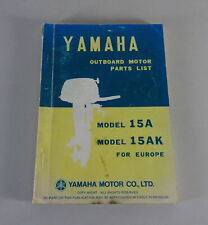 YAMAHA
OUTBOARD MOTOR
PARTS LIST
MODEL 15A
MODEL 15AK
FOR EUROPE
YAMAHA MOTOR CO., LTD.